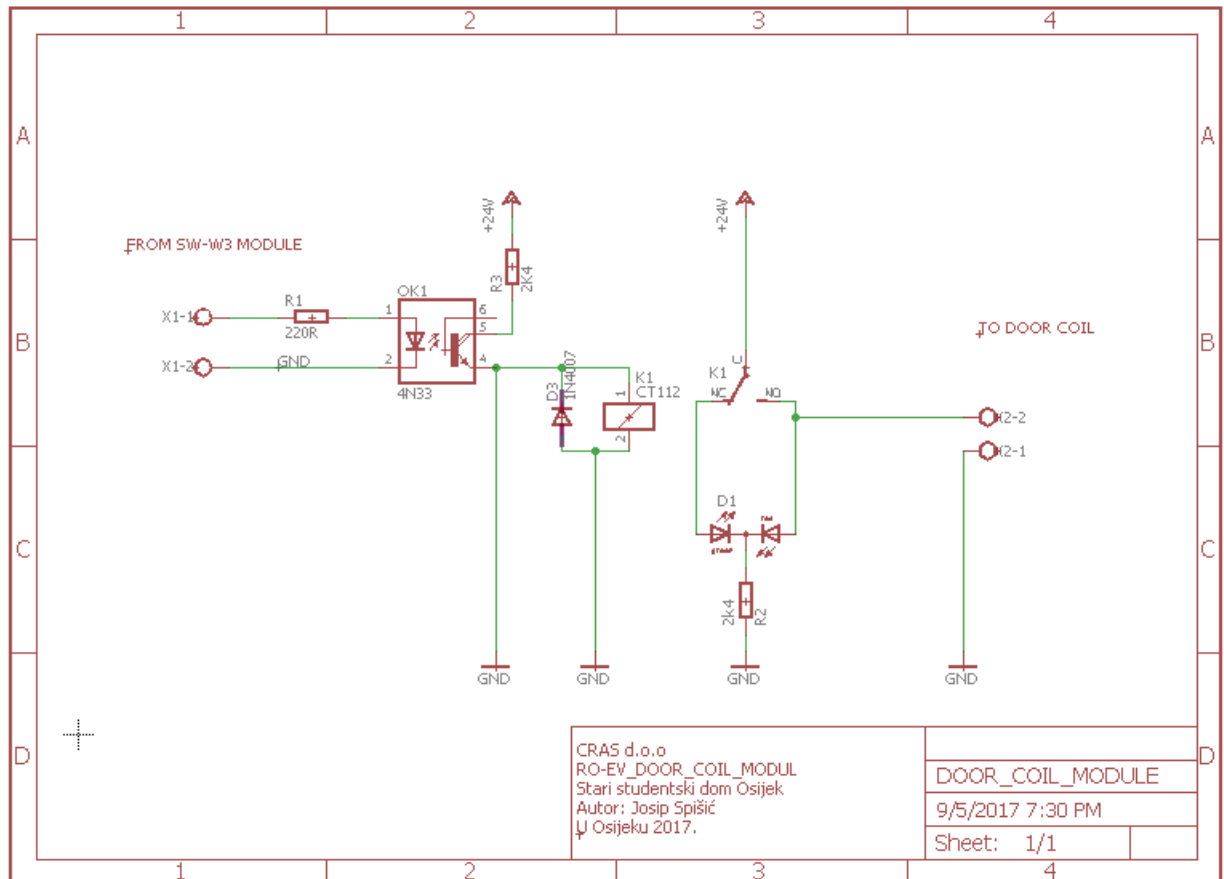 1 2 3 4
A A
+24V +24V
FROM SW-W3 MODULE
R3 2K4
OK1
X1-1 R1 1 6
220R 5
TO DOOR COIL
B B
X1-2 GND 2 4
4N33
D3 1N4007
K1
1 CT112
2
K1 C
NC NO
X2-2
X2-1
D1
C C
2k4 R2
GND GND GND GND
D D
CRAS d.o.o
RO-EV_DOOR_COIL_MODUL
Stari studentski dom Osijek
Autor: Josip Spišić
U Osijeku 2017.
DOOR_COIL_MODULE
9/5/2017 7:30 PM
Sheet: 1/1
1 2 3 4